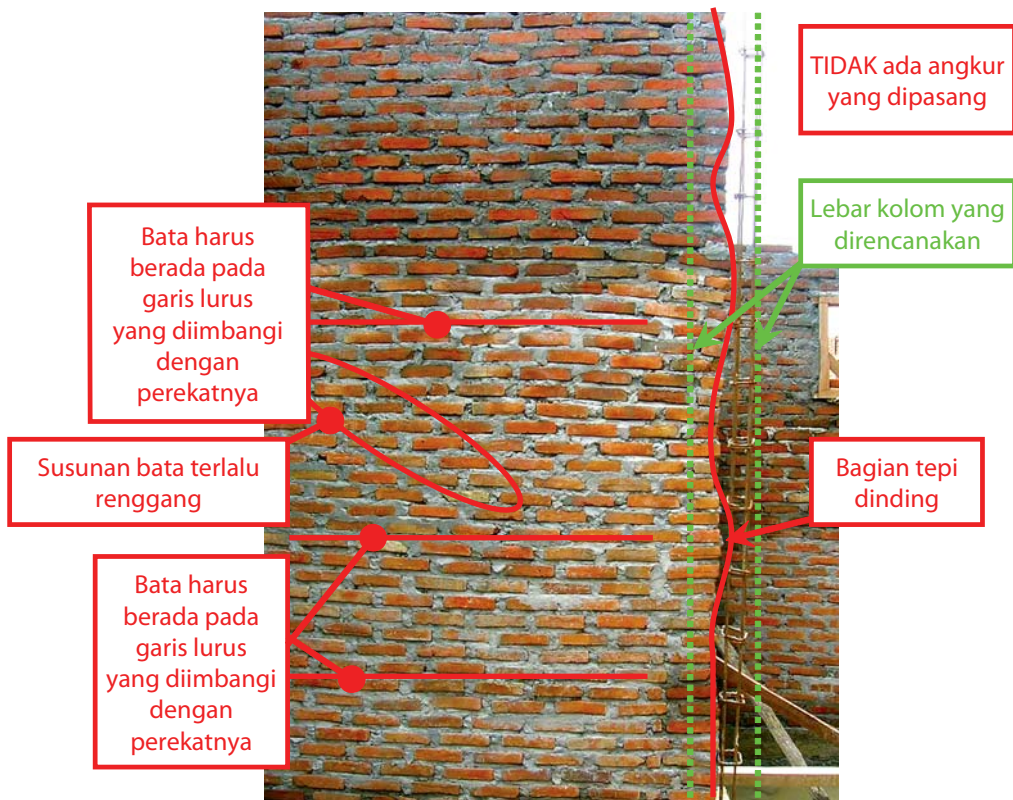 TIDAK ada angkur
yang dipasang
Lebar kolom yang
direncanakan
Bata harus
berada pada
garis lurus
yang diimbangi
dengan
perekatnya
Susunan bata terlalu
renggang
Bagian tepi
dinding
Bata harus
berada pada
garis lurus
yang diimbangi
dengan
perekatnya